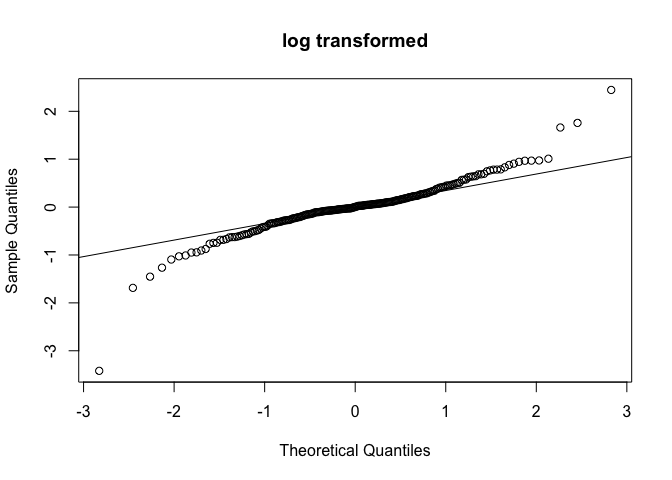 log transformed
Sample Quantiles
2
1
0
-1
-2
-3
-3 -2 -1 0 1 2 3
Theoretical Quantiles